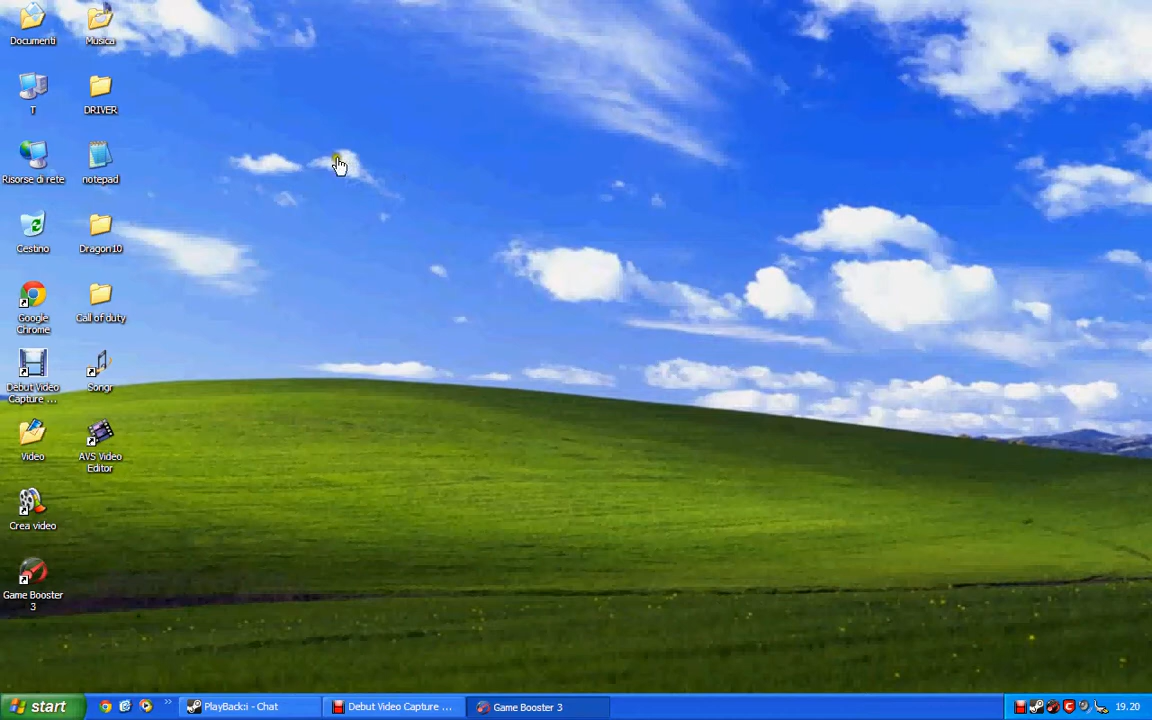 Documenti
Musica
T
DRIVER
Risorse di rete
notepad
Cestino
Dragon10
Google
Chrome
Call of duty
Debut Video
Capture ...
Songr
Video
AVS Video
Editor
Crea video
Game Booster
3
start
PlayBack:i - Chat
Debut Video Capture ...
Game Booster 3
19.20